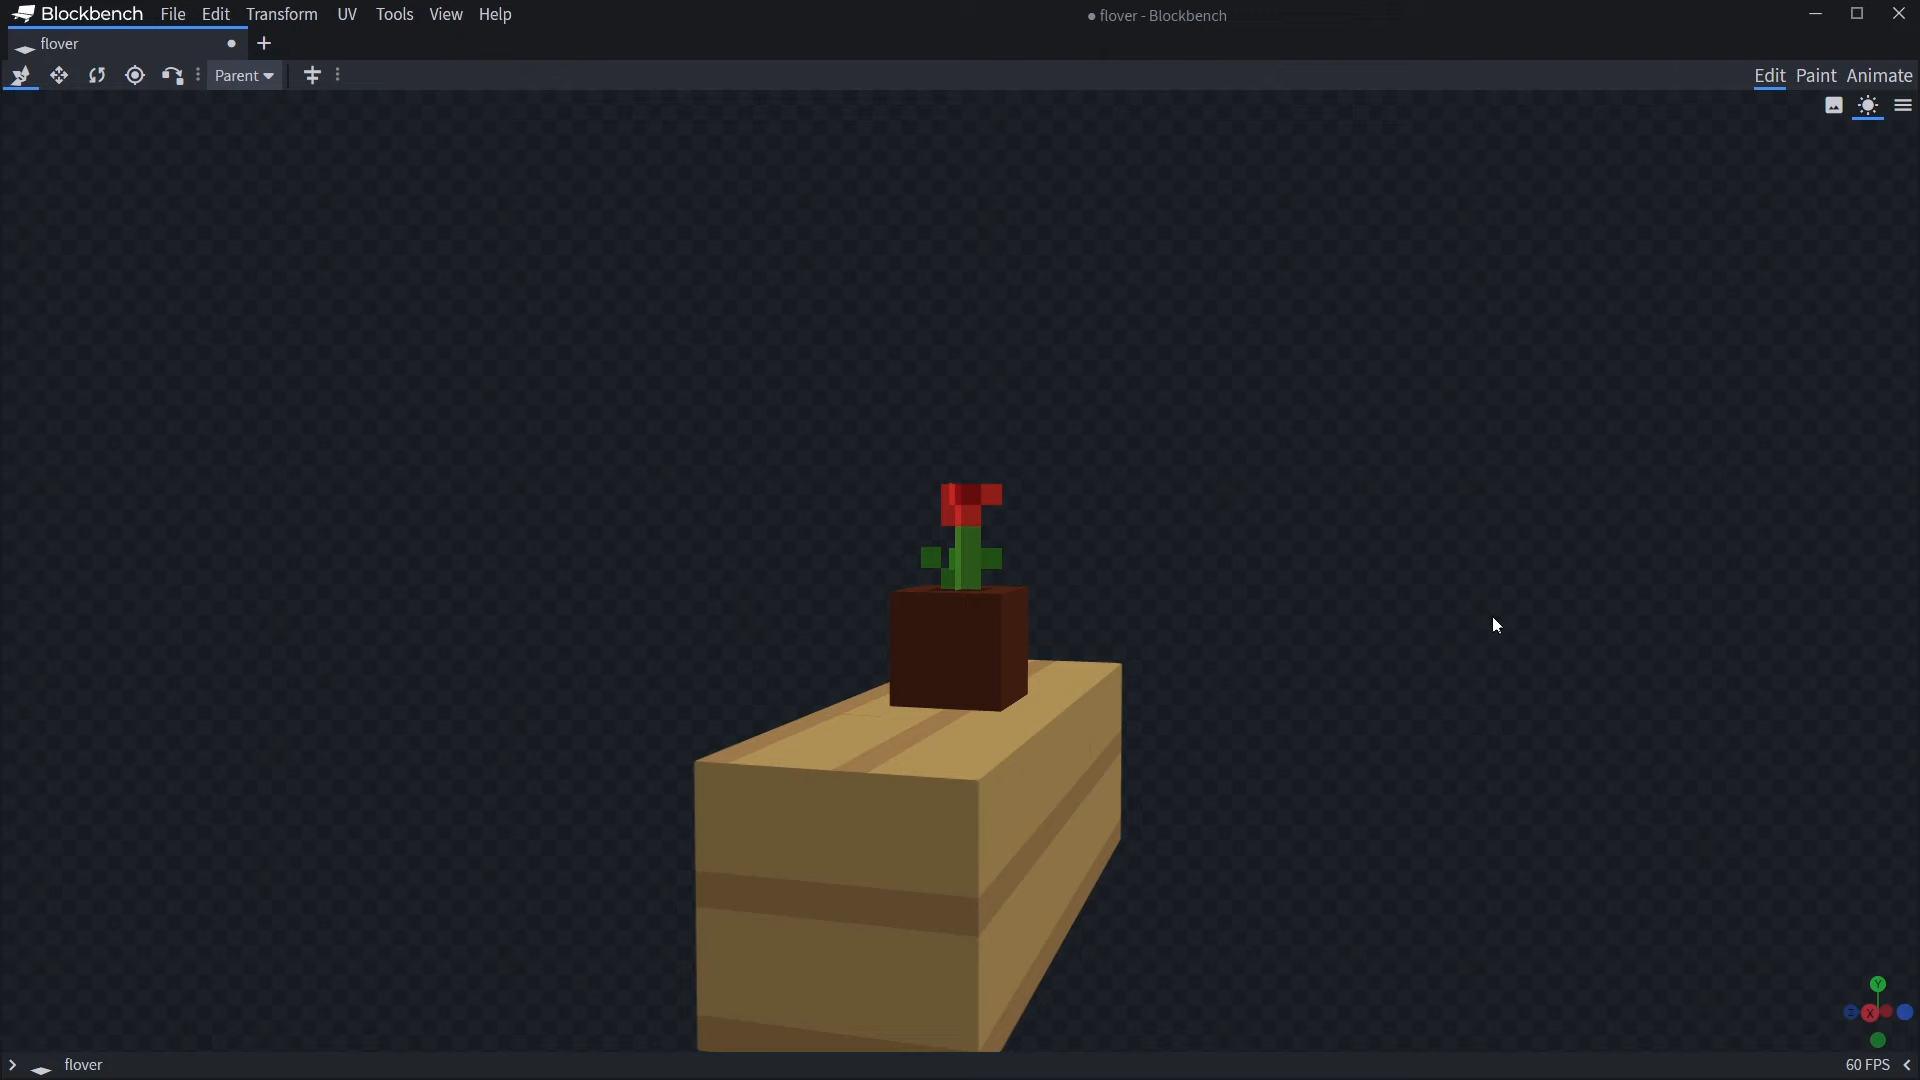 Blockbench File Edit Transform UV Tools View Help
flover - Blockbench
flover
Parent
Edit Paint Animate
Y
Z X
flover
60 FPS